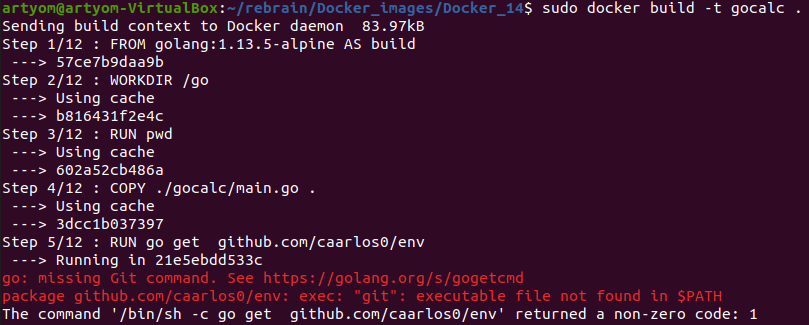 artyom@artyom-VirtualBox:~/rebrain/Docker_images/Docker_14$ sudo docker build -t gocalc .
Sending build context to Docker daemon  83.97kB
Step 1/12 : FROM golang:1.13.5-alpine AS build
 ---> 57ce7b9daa9b
Step 2/12 : WORKDIR /go
 ---> Using cache
 ---> b816431f2e4c
Step 3/12 : RUN pwd
 ---> Using cache
 ---> 602a52cb486a
Step 4/12 : COPY ./gocalc/main.go .
 ---> Using cache
 ---> 3dcc1b037397
Step 5/12 : RUN go get  github.com/caarlos0/env
 ---> Running in 21e5ebdd533c
go: missing Git command. See https://golang.org/s/gogetcmd
package github.com/caarlos0/env: exec: "git": executable file not found in $PATH
The command '/bin/sh -c go get  github.com/caarlos0/env' returned a non-zero code: 1